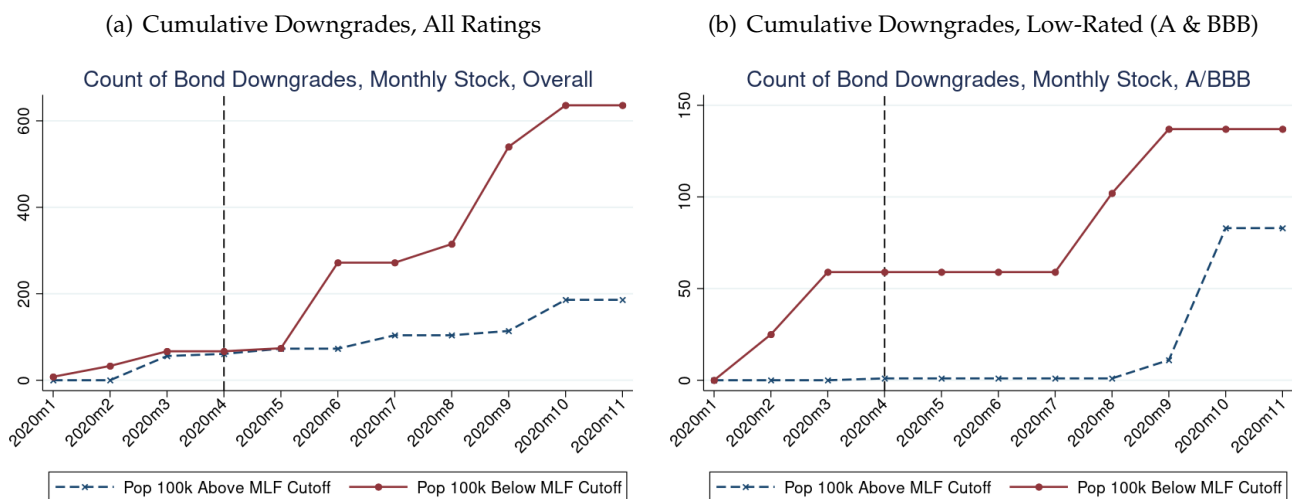 (a) Cumulative Downgrades, All Ratings
Count of Bond Downgrades, Monthly Stock, Overall
600
400
200
0
2020m1
2020m2
2020m3
2020m4
2020m5
2020m6
2020m7
2020m8
2020m9
2020m10
2020m11
Pop 100k Above MLF Cutoff
Pop 100k Below MLF Cutoff
(b) Cumulative Downgrades, Low-Rated (A & BBB)
Count of Bond Downgrades, Monthly Stock, A/BBB
150
100
50
0
2020m1
2020m2
2020m3
2020m4
2020m5
2020m6
2020m7
2020m8
2020m9
2020m10
2020m11
Pop 100k Above MLF Cutoff
Pop 100k Below MLF Cutoff